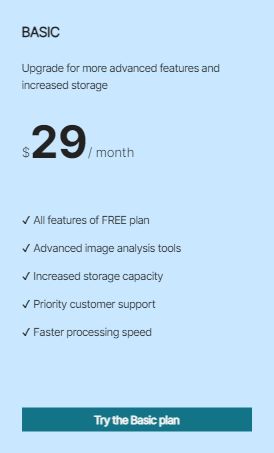 BASIC
Upgrade for more advanced features and
increased storage
$29/ month
✓ All features of FREE plan
✓ Advanced image analysis tools
✓ Increased storage capacity
✓ Priority customer support
✓ Faster processing speed
Try the Basic plan